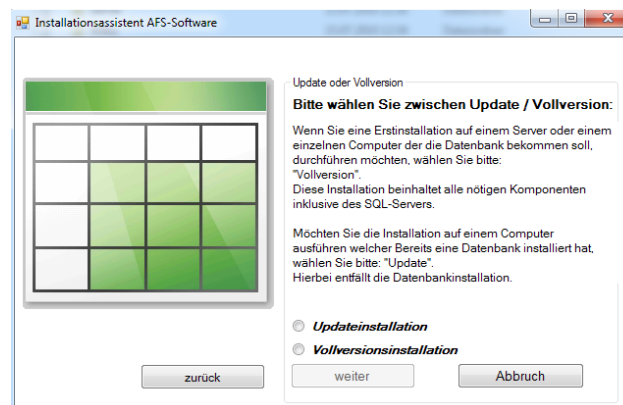 Installationsassistent AFS-Software
Update oder Vollversion
Bitte wählen Sie zwischen Update / Vollversion:
Wenn Sie eine Erstinstallation auf einem Server oder einem
einzelnen Computer der die Datenbank bekommen soll,
durchführen möchten, wählen Sie bitte:
"Vollversion".
Diese Installation beinhaltet alle nötigen Komponenten
inklusive des SQL-Servers.
Möchten Sie die Installation auf einem Computer
ausführen welcher Bereits eine Datenbank installiert hat,
wählen Sie bitte: "Update".
Hierbei entfällt die Datenbankinstallation.
Updateinstallation
Vollversionsinstallation
zurück weiter Abbruch